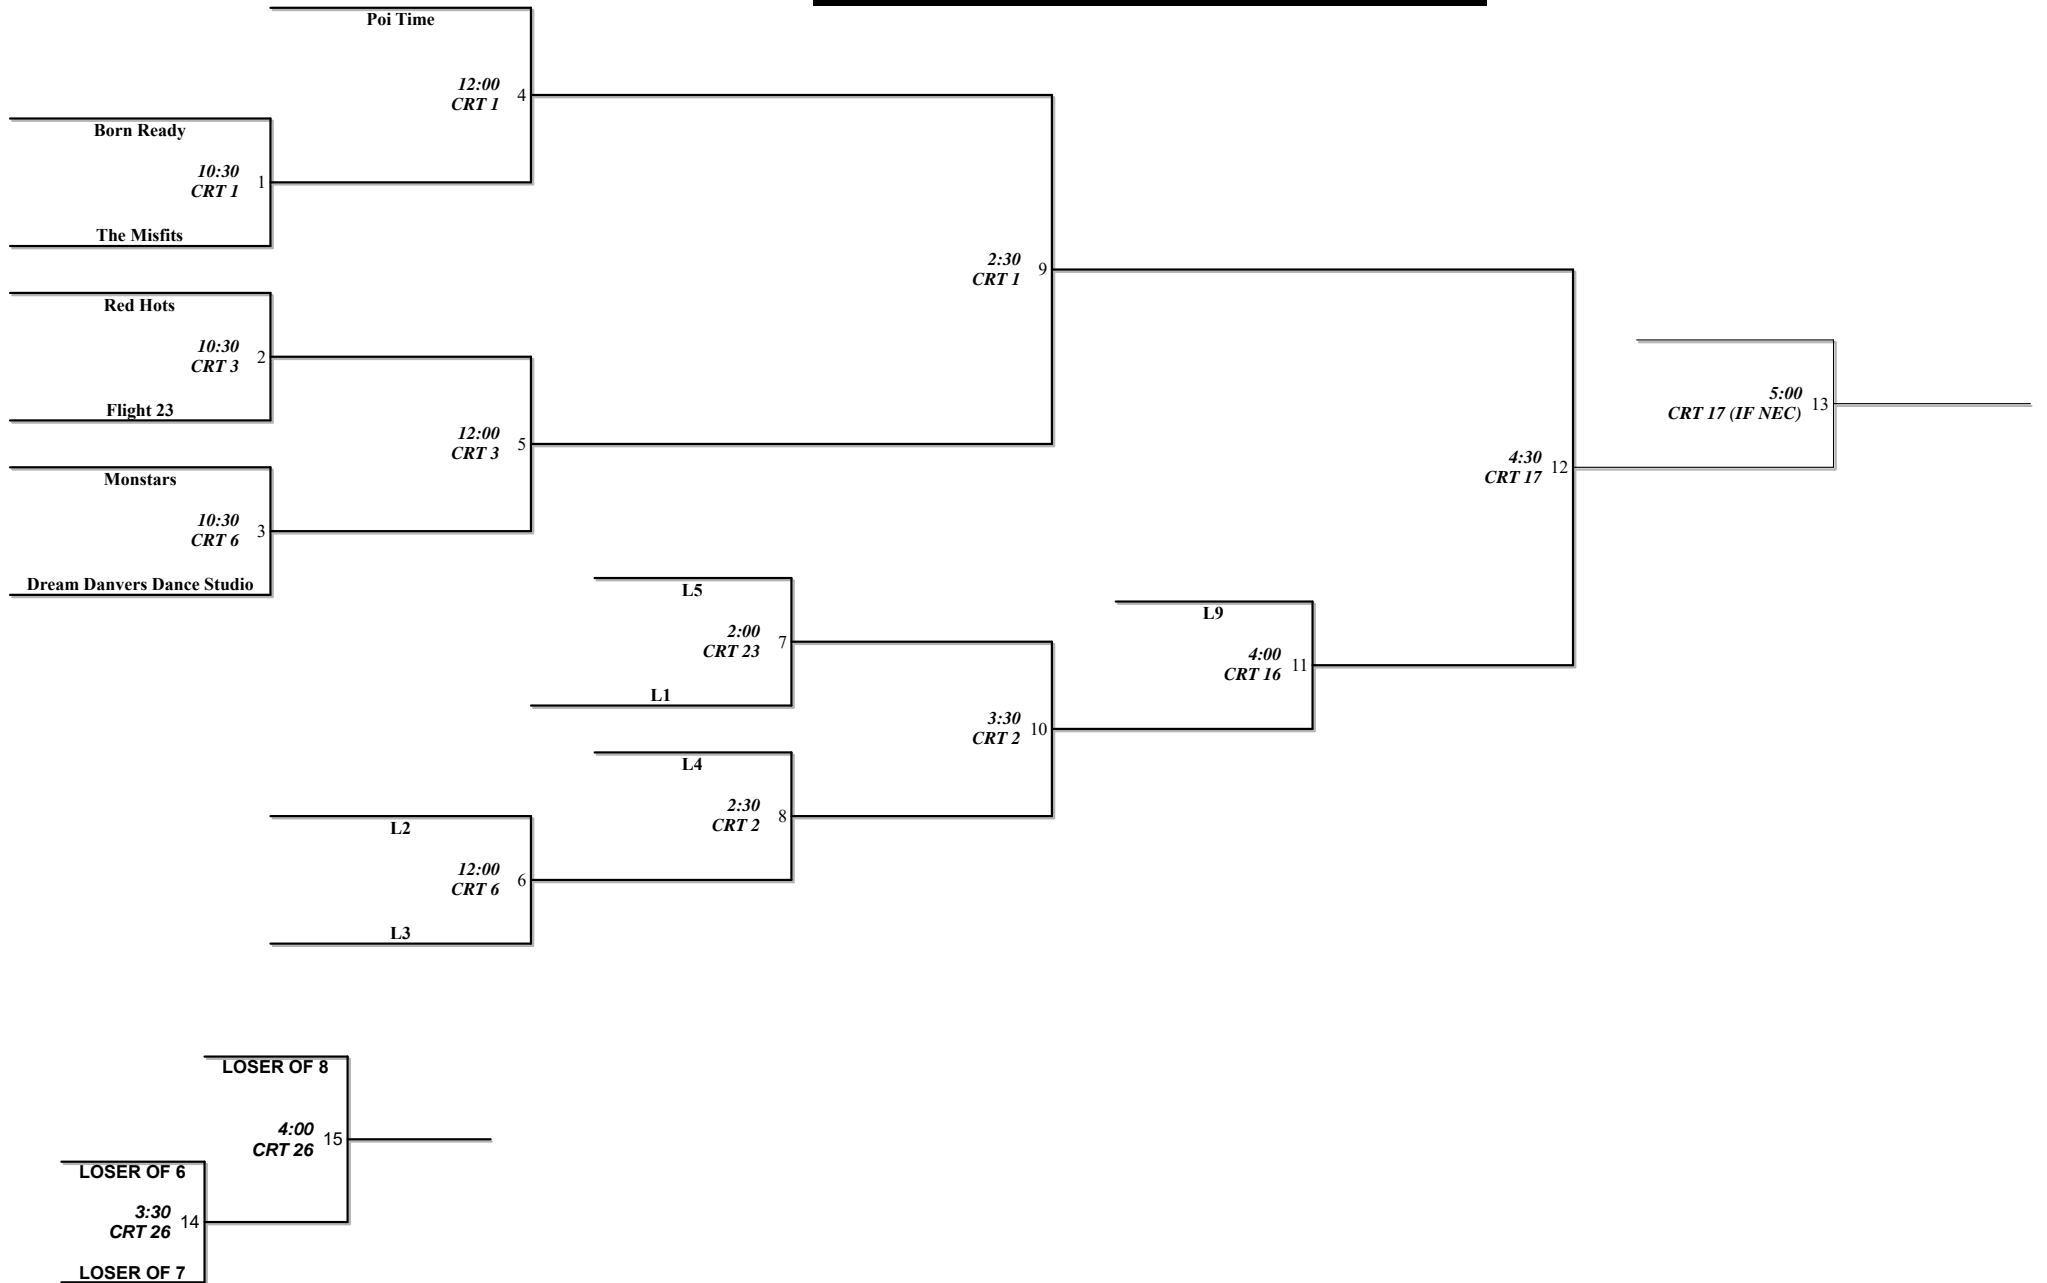 Poi Time
12:00
CRT 1
4
Born Ready
10:30
CRT 1
1
The Misfits
2:30
CRT 1
9
Red Hots
10:30
CRT 3
2
Flight 23
12:00
CRT 3
5
5:00
CRT 17 (IF NEC)
13
4:30
CRT 17
12
Monstars
10:30
CRT 6
3
Dream Danvers Dance Studio
L5
2:00
CRT 23
7
L1
L9
4:00
CRT 16
11
3:30
CRT 2
10
L4
2:30
CRT 2
8
L2
12:00
CRT 6
6
L3
LOSER OF 8
4:00
CRT 26
15
LOSER OF 6
3:30
CRT 26
14
LOSER OF 7